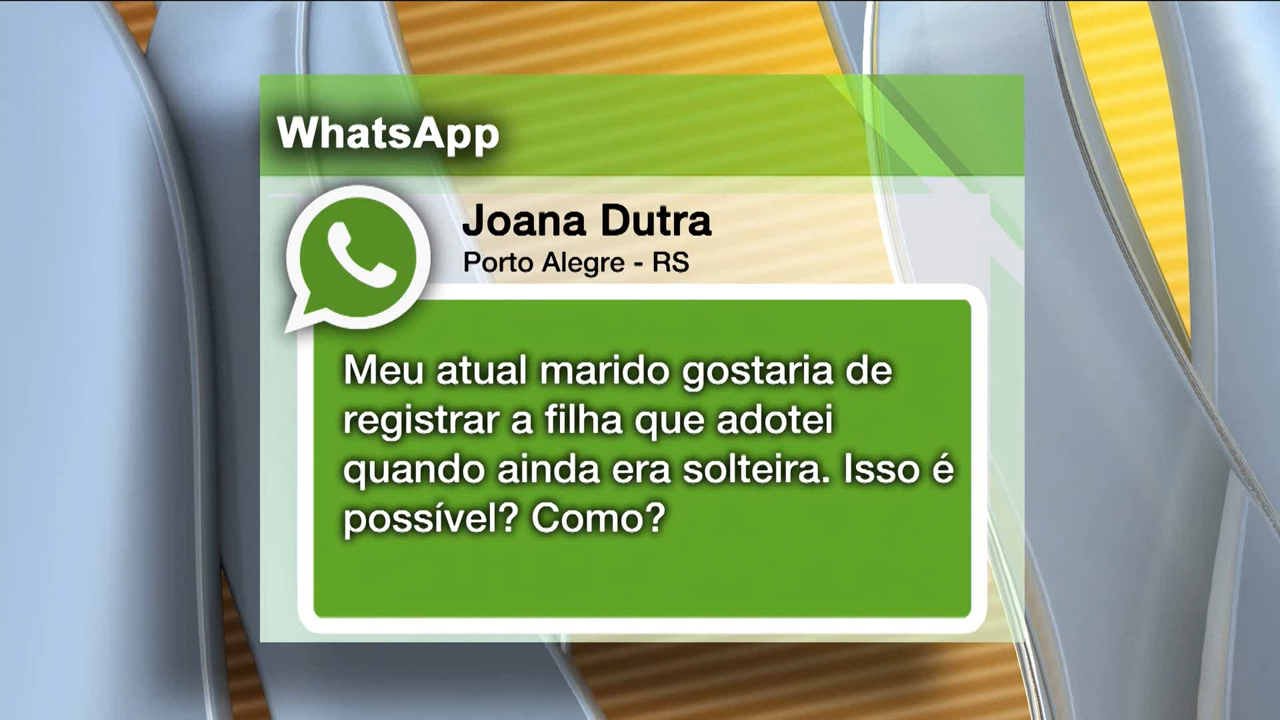 WhatsApp
Joana Dutra
Porto Alegre - RS
Meu atual marido gostaria de
registrar a filha que adotei
quando ainda era solteira. Isso é
possível? Como?